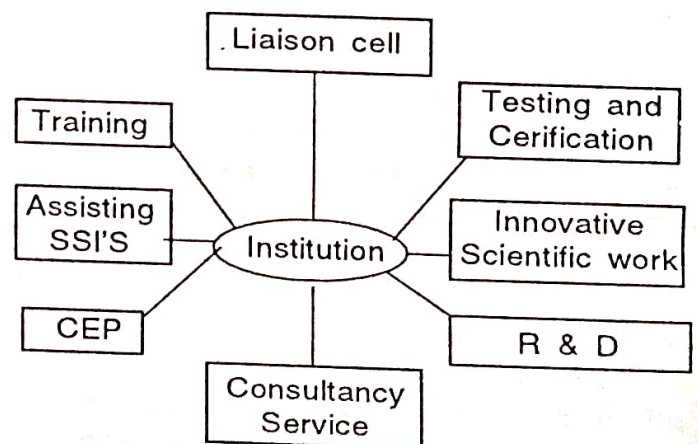 Liaison cell
Training
Testing and
Cerification
Assisting
SSI'S
Institution
Innovative
Scientific work
CEP
R & D
Consultancy
Service